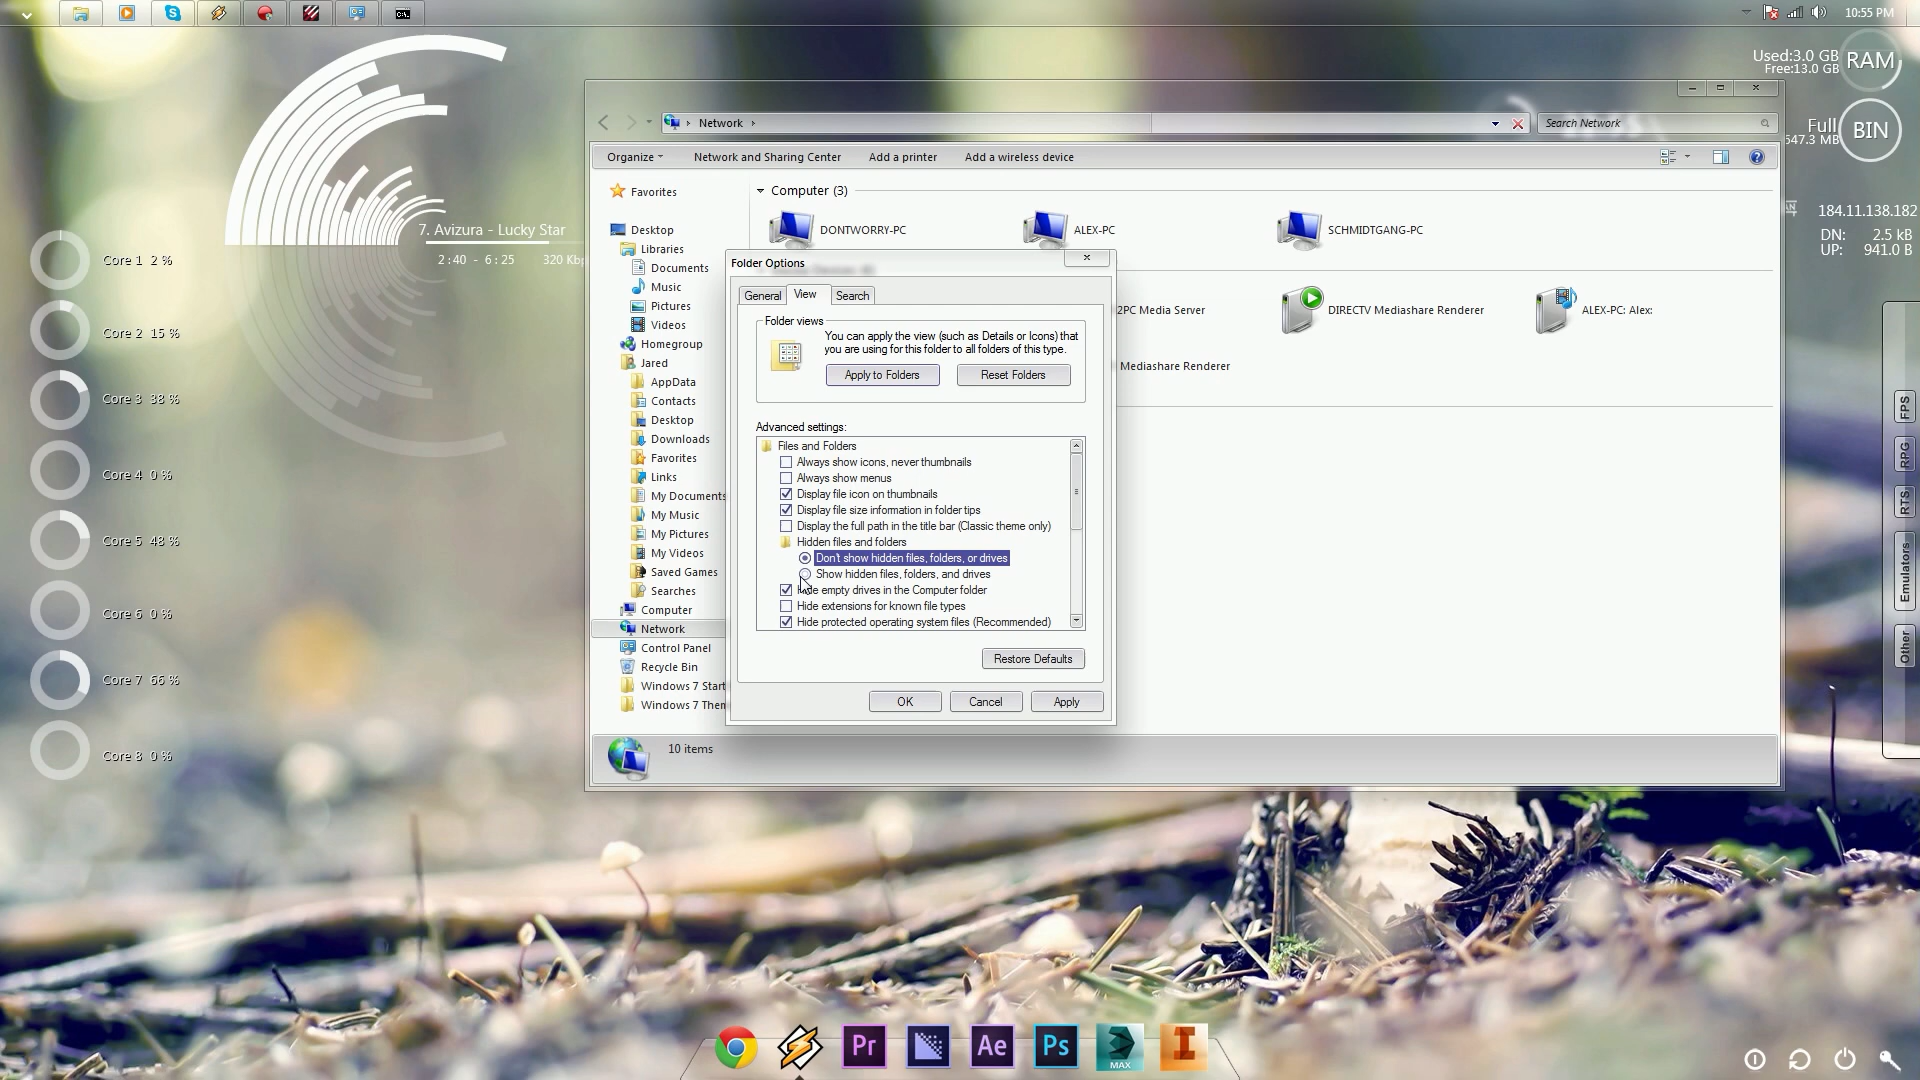 10:55 PM
Used:3.0 GB
Free:13.0 GB
RAM
Full
647.3 MB
BIN
184.11.138.182
DN: 2.5 kB
UP: 941.0 B
7. Avizura - Lucky Star
2:40 - 6:25 320 Kbp
Core 1 2 %
Core 2 15 %
Core 3 38 %
Core 4 0 %
Core 5 48 %
Core 6 0 %
Core 7 66 %
Core 8 0 %
Network
Search Network
Organize
Network and Sharing Center
Add a printer
Add a wireless device
Favorites
Desktop
Libraries
Documents
Music
Pictures
Videos
Homegroup
Jared
AppData
Contacts
Desktop
Downloads
Favorites
Links
My Documents
My Music
My Pictures
My Videos
Saved Games
Searches
Computer
Network
Control Panel
Recycle Bin
Windows 7 Start
Windows 7 Them
Computer (3)
DONTWORRY-PC
ALEX-PC
SCHMIDTGANG-PC
2PC Media Server
DIRECTV Mediashare Renderer
ALEX-PC: Alex:
Mediashare Renderer
10 items
Folder Options
General
View
Search
Folder views
You can apply the view (such as Details or Icons) that
you are using for this folder to all folders of this type.
Apply to Folders
Reset Folders
Advanced settings:
Files and Folders
Always show icons, never thumbnails
Always show menus
Display file icon on thumbnails
Display file size information in folder tips
Display the full path in the title bar (Classic theme only)
Hidden files and folders
Don't show hidden files, folders, or drives
Show hidden files, folders, and drives
Hide empty drives in the Computer folder
Hide extensions for known file types
Hide protected operating system files (Recommended)
Restore Defaults
OK
Cancel
Apply
FPS
RPG
RTS
Emulators
Other
Pr
Ae
Ps
MAX
I